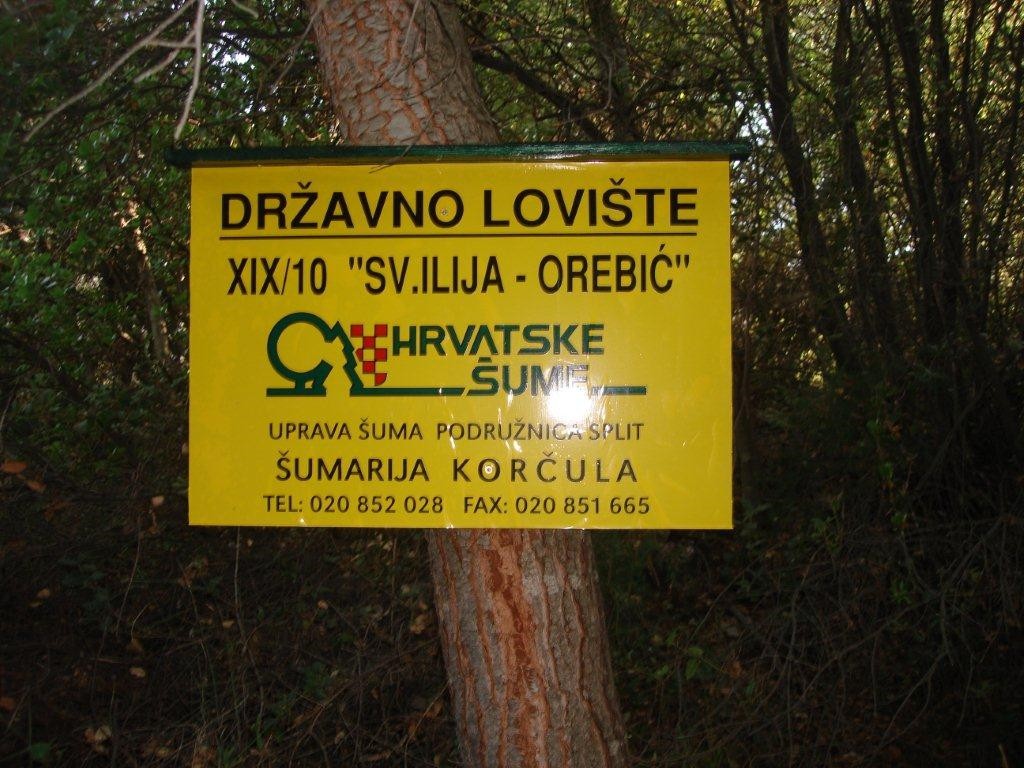 DRŽAVNO LOVIŠTE
XIX/10 "SV.ILIJA - OREBIĆ"
HRVATSKE
ŠUME
UPRAVA ŠUMA PODRUŽNICA SPLIT
ŠUMARIJA KORČULA
TEL: 020 852 028 FAX: 020 851 665